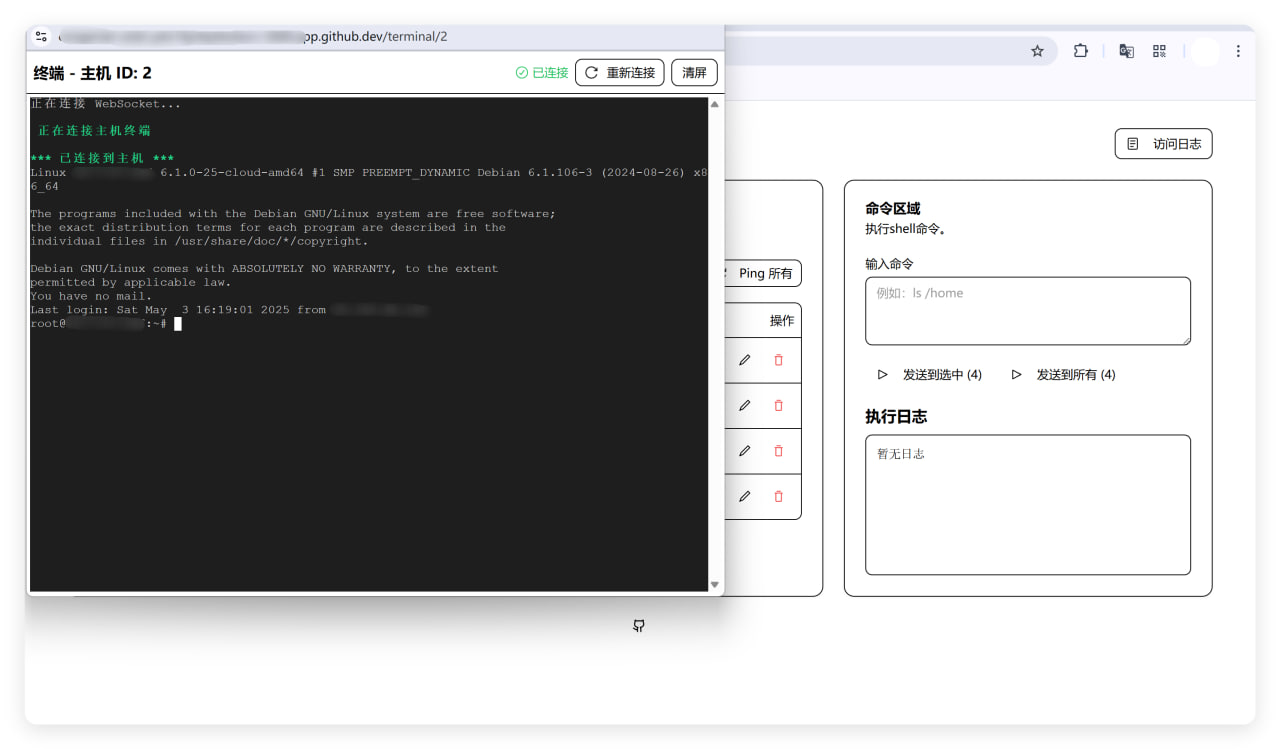 pp.github.dev/terminal/2
终端 - 主机 ID: 2
已连接
重新连接
清屏
正在连接 WebSocket...
正在连接主机终端
*** 已连接到主机 ***
Linux 6.1.0-25-cloud-amd64 #1 SMP PREEMPT_DYNAMIC Debian 6.1.106-3 (2024-08-26) x8
6_64
The programs included with the Debian GNU/Linux system are free software;
the exact distribution terms for each program are described in the
individual files in /usr/share/doc/*/copyright.
Debian GNU/Linux comes with ABSOLUTELY NO WARRANTY, to the extent
permitted by applicable law.
You have no mail.
Last login: Sat May  3 16:19:01 2025 from
root@ :~#
访问日志
Ping 所有
操作
命令区域
执行shell命令。
输入命令
例如：ls /home
发送到选中 (4)
发送到所有 (4)
执行日志
暂无日志